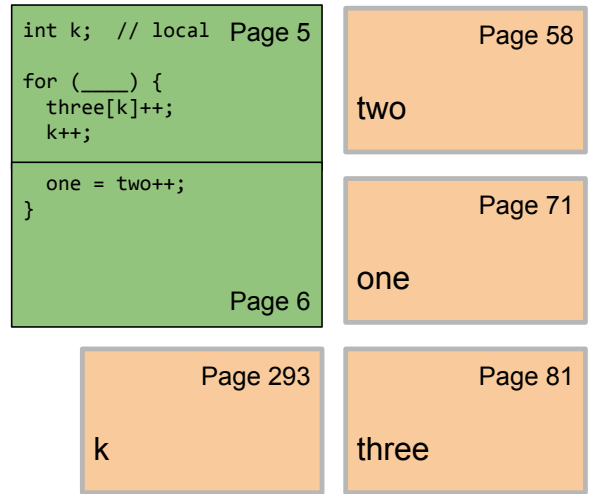 int k;  // local Page 5
for (____) {
  three[k]++;
  k++;
  one = two++;
}
Page 6
Page 58
two
Page 71
one
Page 293
k
Page 81
three